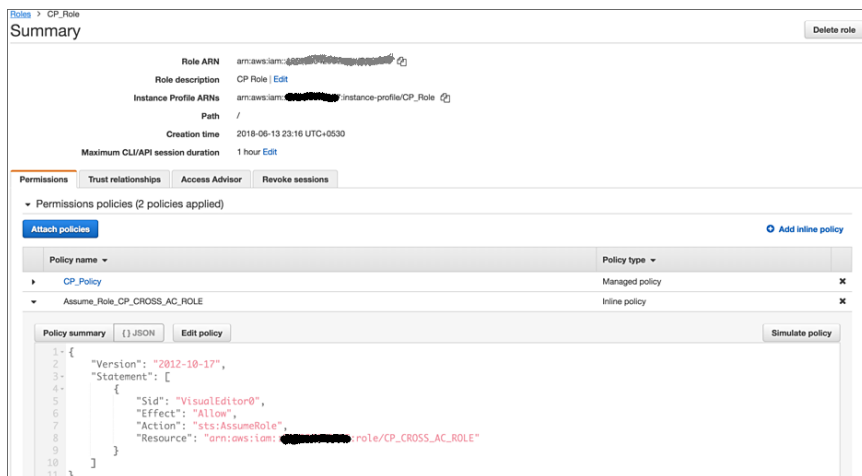 Roles > CP_Role
Summary
Delete role
Role ARN arn:aws:iam::
Role description CP Role | Edit
Instance Profile ARNs arn:aws:iam: :instance-profile/CP_Role
Path /
Creation time 2018-06-13 23:16 UTC+0530
Maximum CLI/API session duration 1 hour Edit
Permissions Trust relationships Access Advisor Revoke sessions
Permissions policies (2 policies applied)
Attach policies Add inline policy
Policy name Policy type
CP_Policy Managed policy
Assume_Role_CP_CROSS_AC_ROLE Inline policy
Policy summary { } JSON Edit policy Simulate policy
1 {
2 "Version": "2012-10-17",
3 "Statement": [
4 {
5 "Sid": "VisualEditor0",
6 "Effect": "Allow",
7 "Action": "sts:AssumeRole",
8 "Resource": "arn:aws:iam: :role/CP_CROSS_AC_ROLE"
9 }
10 ]
11 }